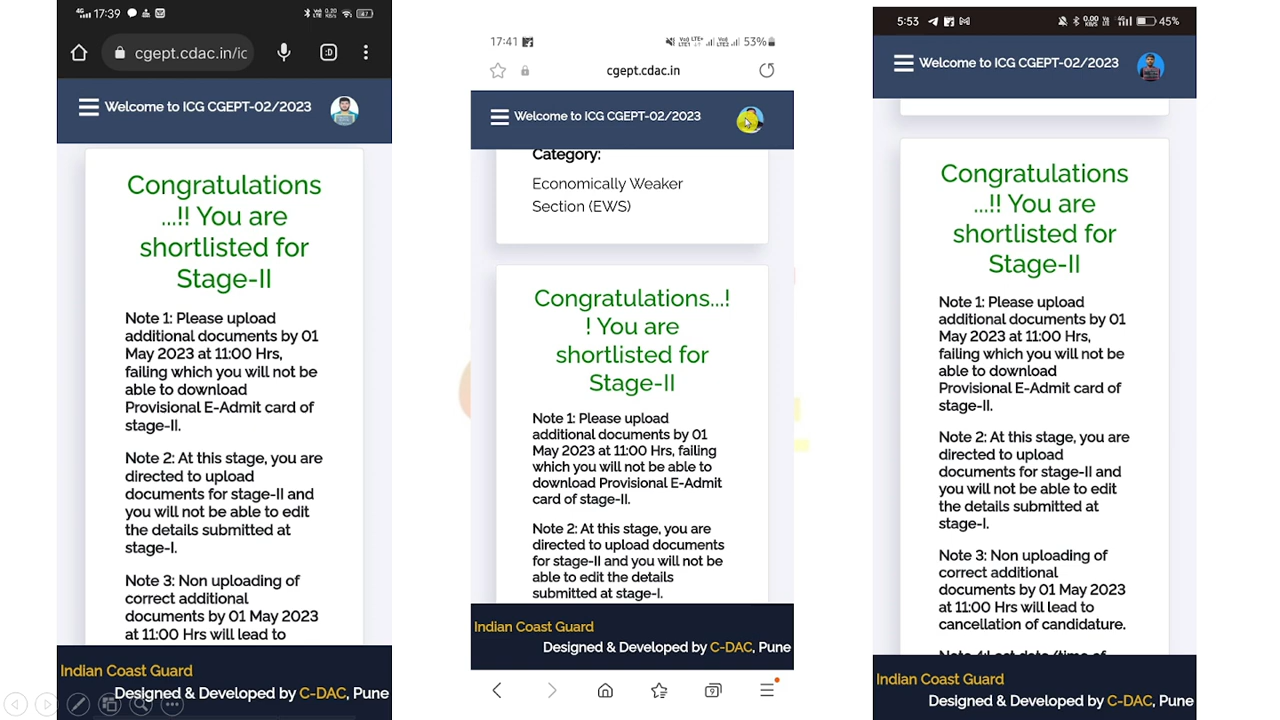 17:39
cgept.cdac.in/ic
Welcome to ICG CGEPT-02/2023
Congratulations
...!! You are
shortlisted for
Stage-II
Note 1: Please upload
additional documents by 01
May 2023 at 11:00 Hrs,
failing which you will not be
able to download
Provisional E-Admit card of
stage-II.
Note 2: At this stage, you are
directed to upload
documents for stage-II and
you will not be able to edit
the details submitted at
stage-I.
Note 3: Non uploading of
correct additional
documents by 01 May 2023
at 11:00 Hrs will lead to
Indian Coast Guard
Designed & Developed by C-DAC, Pune
17:41 53%
cgept.cdac.in
Welcome to ICG CGEPT-02/2023
Category:
Economically Weaker
Section (EWS)
Congratulations...!
! You are
shortlisted for
Stage-II
Note 1: Please upload
additional documents by 01
May 2023 at 11:00 Hrs, failing
which you will not be able to
download Provisional E-Admit
card of stage-II.
Note 2: At this stage, you are
directed to upload documents
for stage-II and you will not be
able to edit the details
submitted at stage-I.
Indian Coast Guard
Designed & Developed by C-DAC, Pune
5:53 45%
Welcome to ICG CGEPT-02/2023
Congratulations
...!! You are
shortlisted for
Stage-II
Note 1: Please upload
additional documents by 01
May 2023 at 11:00 Hrs,
failing which you will not be
able to download
Provisional E-Admit card of
stage-II.
Note 2: At this stage, you are
directed to upload
documents for stage-II and
you will not be able to edit
the details submitted at
stage-I.
Note 3: Non uploading of
correct additional
documents by 01 May 2023
at 11:00 Hrs will lead to
cancellation of candidature.
Note 4:Last date/time of
Indian Coast Guard
Designed & Developed by C-DAC, Pune